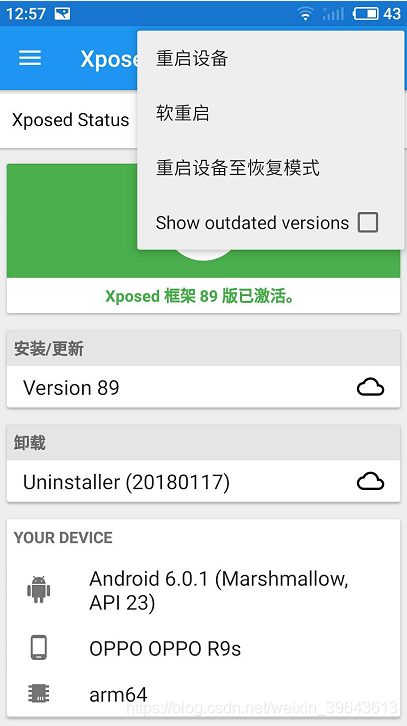 12:57
43
Xpose
重启设备
软重启
重启设备至恢复模式
Show outdated versions
Xposed Status
Xposed 框架 89 版已激活。
安装/更新
Version 89
卸载
Uninstaller (20180117)
YOUR DEVICE
Android 6.0.1 (Marshmallow,
API 23)
OPPO OPPO R9s
arm64
https://blog.csdn.net/weixin_39643613